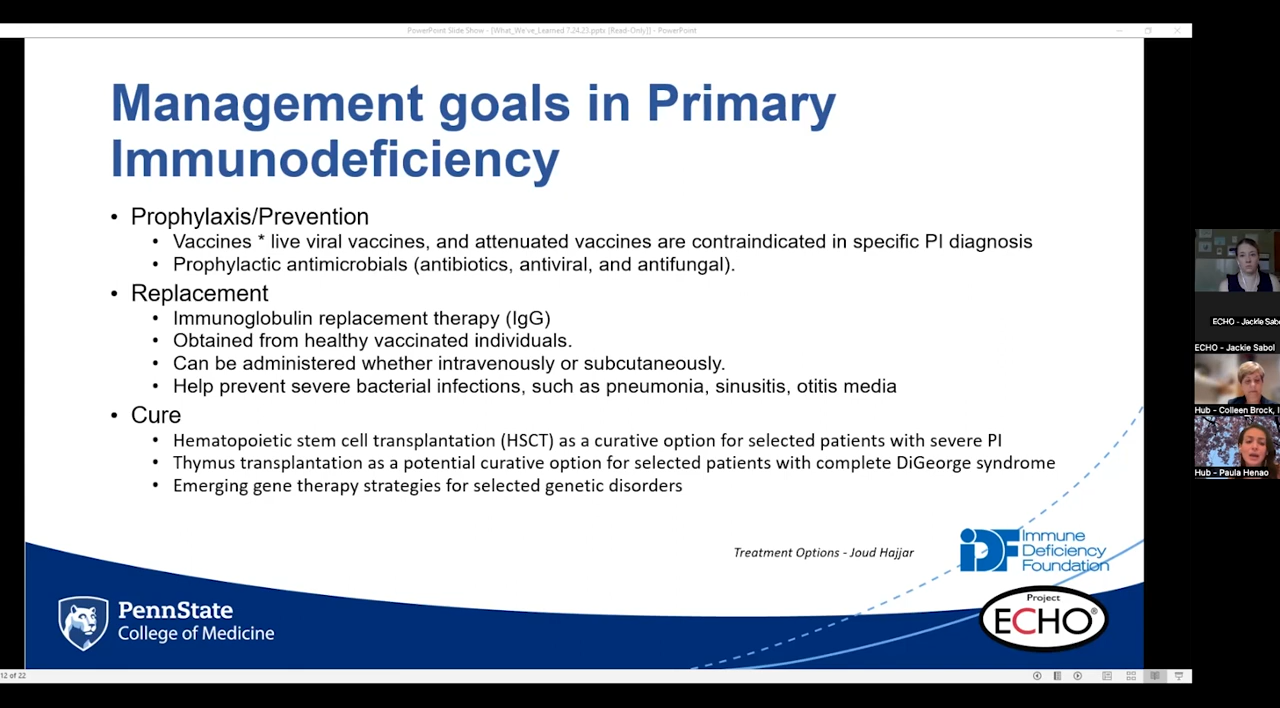 PowerPoint Slide Show - [What_We've_Learned 7.24.23.pptx [Read-Only]] - PowerPoint
Management goals in Primary
Immunodeficiency
• Prophylaxis/Prevention
• Vaccines * live viral vaccines, and attenuated vaccines are contraindicated in specific PI diagnosis
• Prophylactic antimicrobials (antibiotics, antiviral, and antifungal).
• Replacement
• Immunoglobulin replacement therapy (IgG)
• Obtained from healthy vaccinated individuals.
• Can be administered whether intravenously or subcutaneously.
• Help prevent severe bacterial infections, such as pneumonia, sinusitis, otitis media
• Cure
• Hematopoietic stem cell transplantation (HSCT) as a curative option for selected patients with severe PI
• Thymus transplantation as a potential curative option for selected patients with complete DiGeorge syndrome
• Emerging gene therapy strategies for selected genetic disorders
Treatment Options - Joud Hajjar
iDF Immune
Deficiency
Foundation
PennState
College of Medicine
Project
ECHO®
12 of 22
ECHO - Jackie Sabo
ECHO - Jackie Sabol
Hub - Colleen Brock,
Hub - Paula Henao